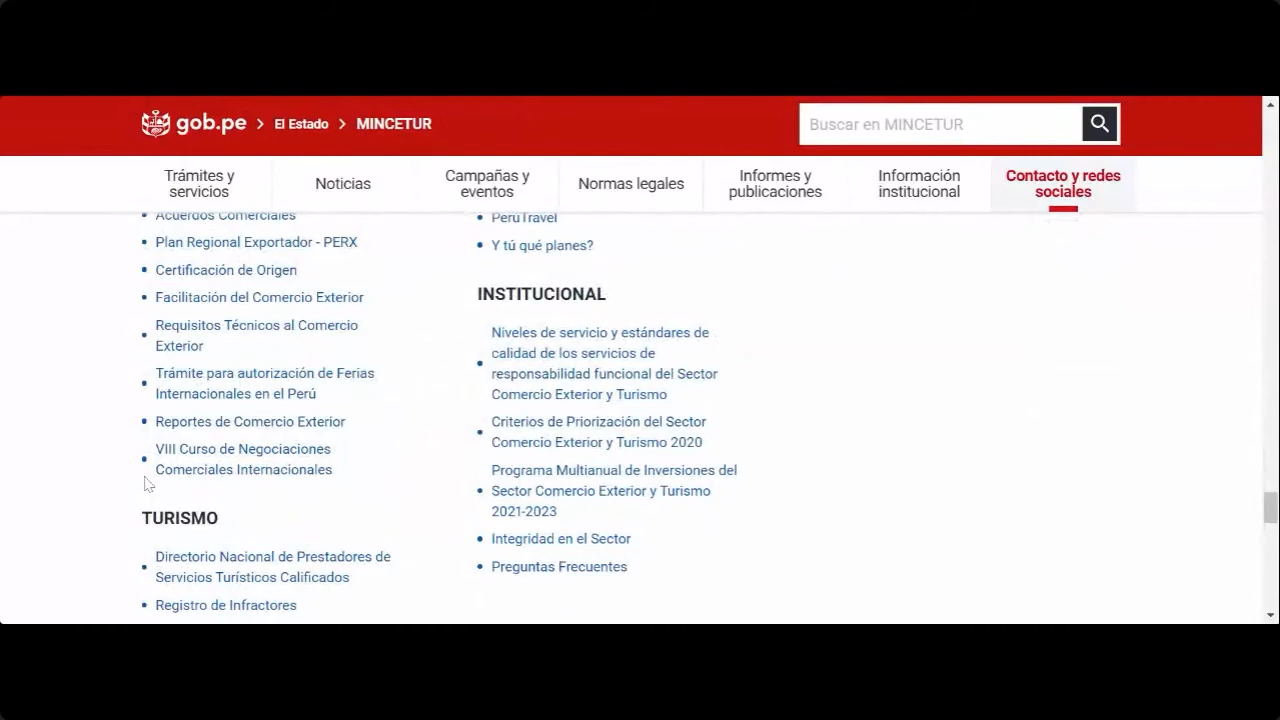 gob.pe > El Estado > MINCETUR
Buscar en MINCETUR
Trámites y
servicios
Noticias
Campañas y
eventos
Normas legales
Informes y
publicaciones
Información
institucional
Contacto y redes
sociales
Acuerdos Comerciales
Plan Regional Exportador - PERX
Certificación de Origen
Facilitación del Comercio Exterior
Requisitos Técnicos al Comercio
Exterior
Trámite para autorización de Ferias
Internacionales en el Perú
Reportes de Comercio Exterior
VIII Curso de Negociaciones
Comerciales Internacionales
TURISMO
Directorio Nacional de Prestadores de
Servicios Turísticos Calificados
Registro de Infractores
PeruTravel
Y tú qué planes?
INSTITUCIONAL
Niveles de servicio y estándares de
calidad de los servicios de
responsabilidad funcional del Sector
Comercio Exterior y Turismo
Criterios de Priorización del Sector
Comercio Exterior y Turismo 2020
Programa Multianual de Inversiones del
Sector Comercio Exterior y Turismo
2021-2023
Integridad en el Sector
Preguntas Frecuentes